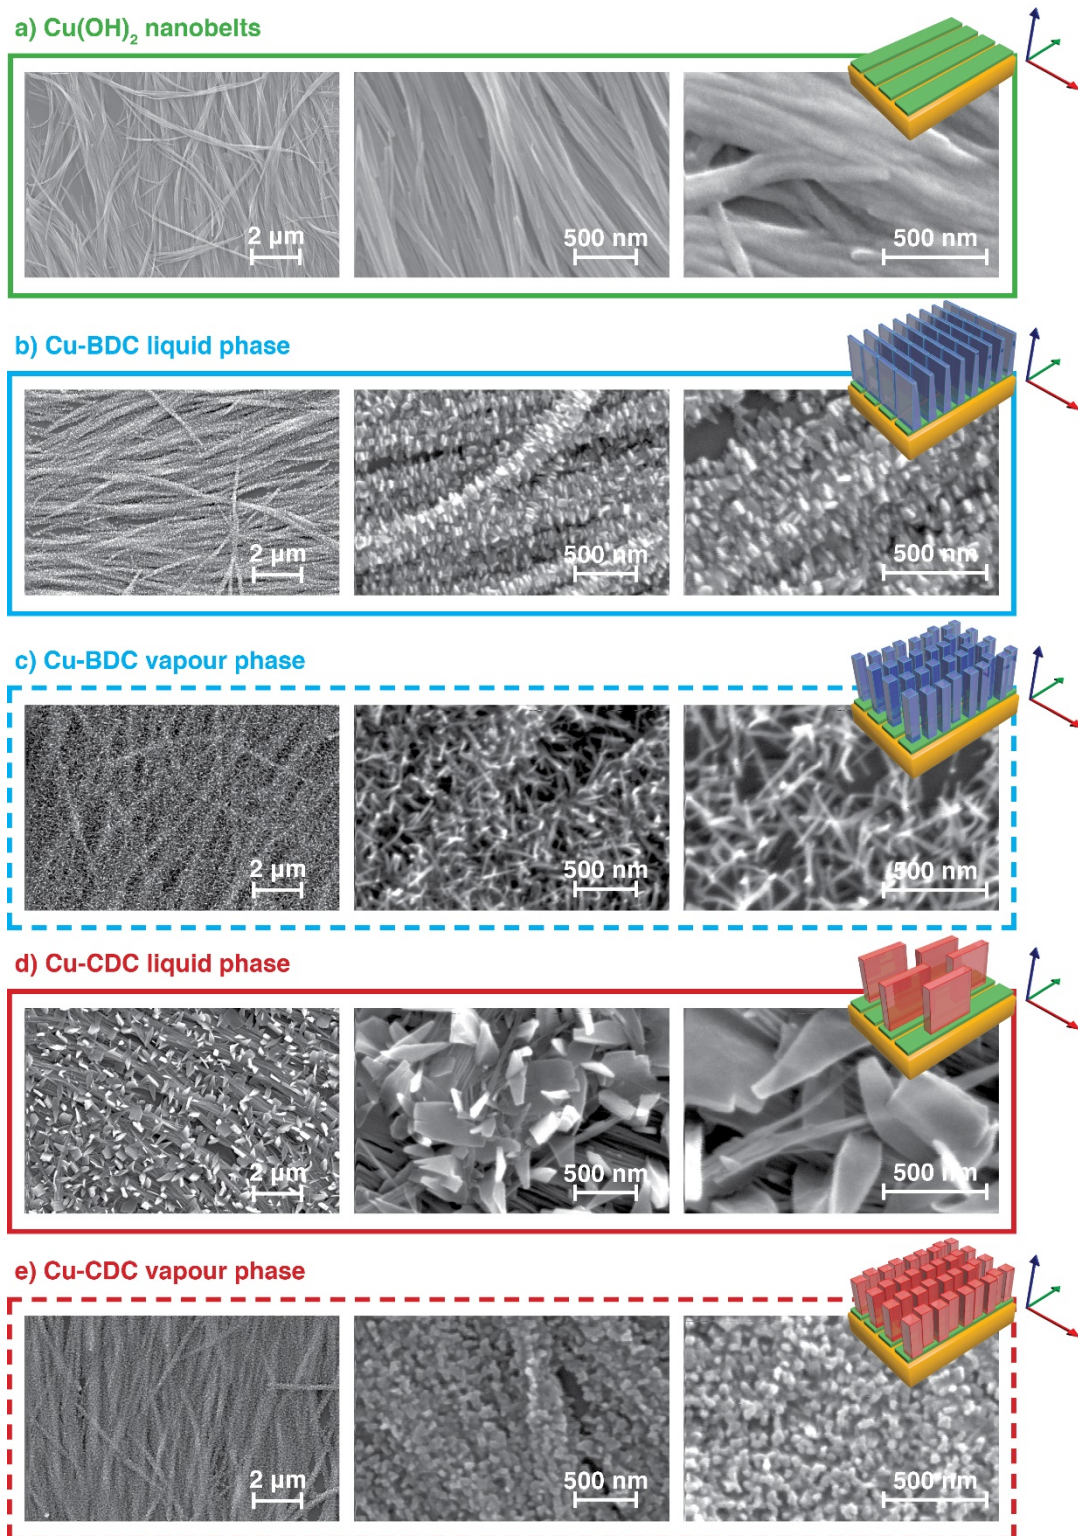 a) Cu(OH)₂ nanobelts
2 µm
500 nm
500 nm
b) Cu-BDC liquid phase
2 µm
500 nm
500 nm
c) Cu-BDC vapour phase
2 µm
500 nm
500 nm
d) Cu-CDC liquid phase
2 µm
500 nm
500 nm
e) Cu-CDC vapour phase
2 µm
500 nm
500 nm